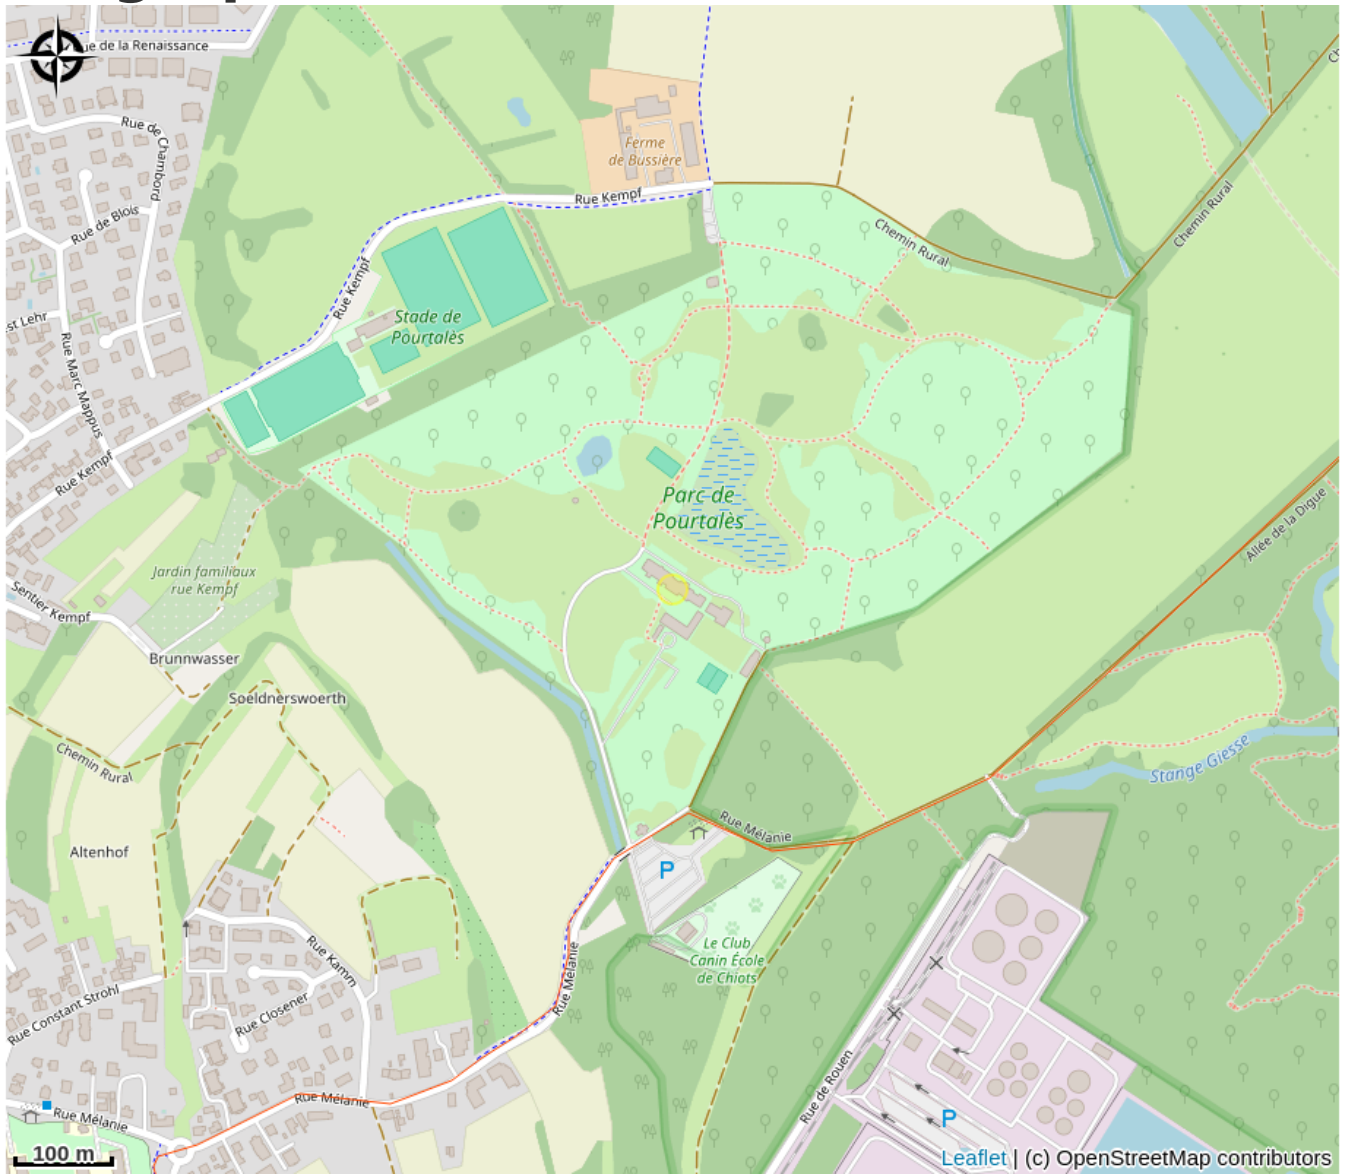 ue de la Renaissance
Rue de Chambord
Ferme
de Bussière
Rue Kempf
Rue de Blois
Chemin Rural
Chemin Rural
Rue Kempf
st Lehr
Stade de
Pourtalès
Rue Marc Mappus
Rue Kempf
Parc de
Pourtalès
Allée de la Digue
Jardin familiaux
rue Kempf
Sentier Kempf
Brunnwasser
Soeldnerswoerth
Chemin Rural
Stange Giesse
Rue Mélanie
Altenhof
P
Le Club
Canin École
de Chiots
Rue Kamm
Rue Mélanie
Rue Constant Strohl
Rue Closener
Rue de Rouen
Rue Mélanie
Rue Mélanie
P
100 m
Leaflet | (c) OpenStreetMap contributors